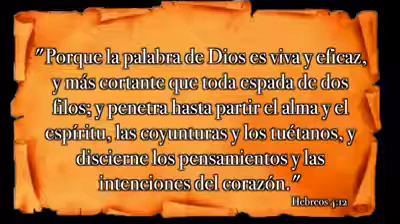 "Porque la palabra de Dios es viva y eficaz,
y más cortante que toda espada de dos
filos; y penetra hasta partir el alma y el
espíritu, las coyunturas y los tuétanos, y
discierne los pensamientos y las
intenciones del corazón."
Hebreos 4:12